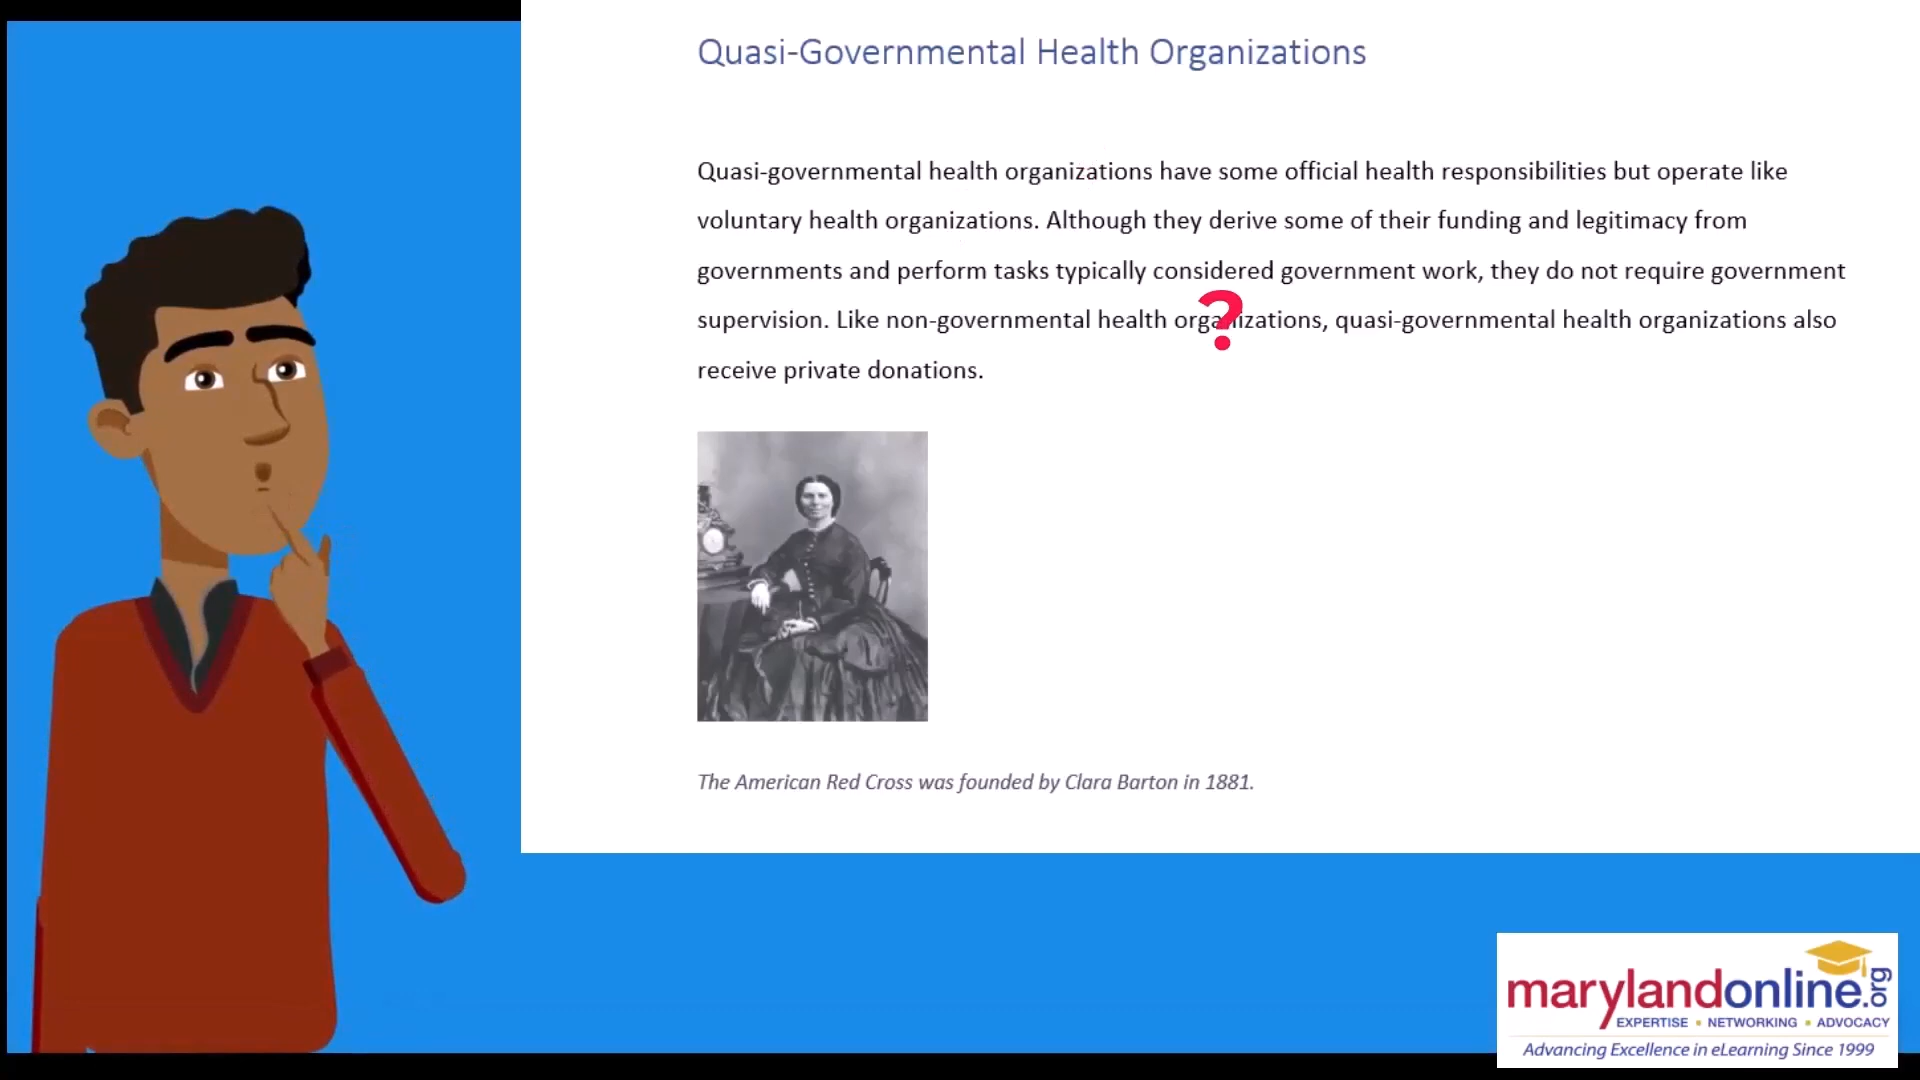 Quasi-Governmental Health Organizations
Quasi-governmental health organizations have some official health responsibilities but operate like
voluntary health organizations. Although they derive some of their funding and legitimacy from
governments and perform tasks typically considered government work, they do not require government
supervision. Like non-governmental health organizations, quasi-governmental health organizations also
receive private donations.
?
The American Red Cross was founded by Clara Barton in 1881.
marylandonline.org
EXPERTISE • NETWORKING • ADVOCACY
Advancing Excellence in eLearning Since 1999